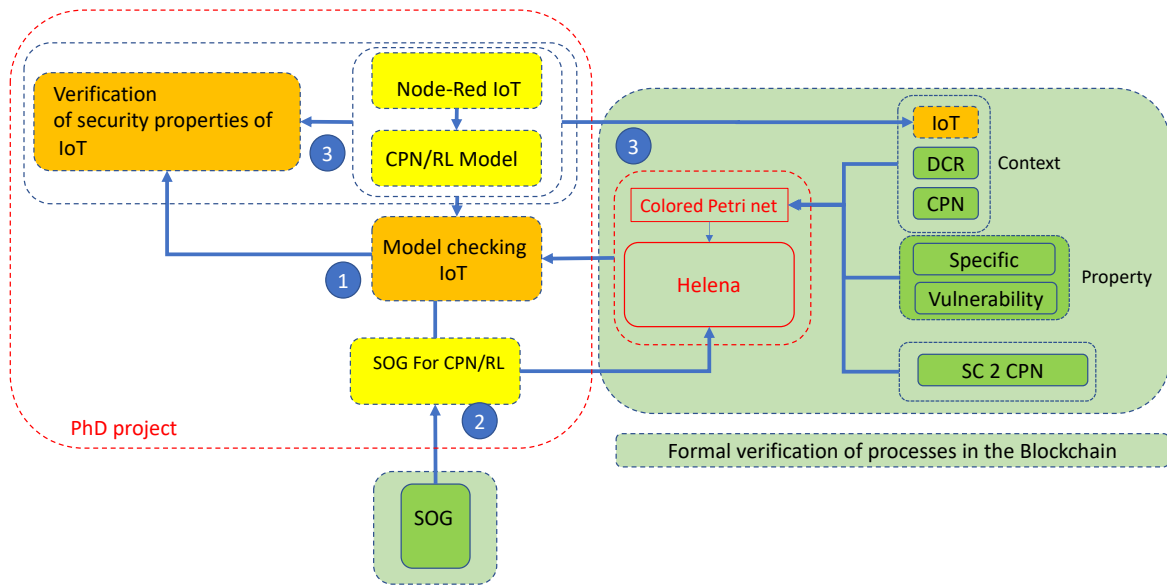 Node-Red IoT
Verification
of security properties of
IoT
3
CPN/RL Model
3
IoT
DCR
CPN
Context
Colored Petri net
Model checking
IoT
1
Helena
Specific
Vulnerability
Property
SOG For CPN/RL
SC 2 CPN
2
PhD project
Formal verification of processes in the Blockchain
SOG